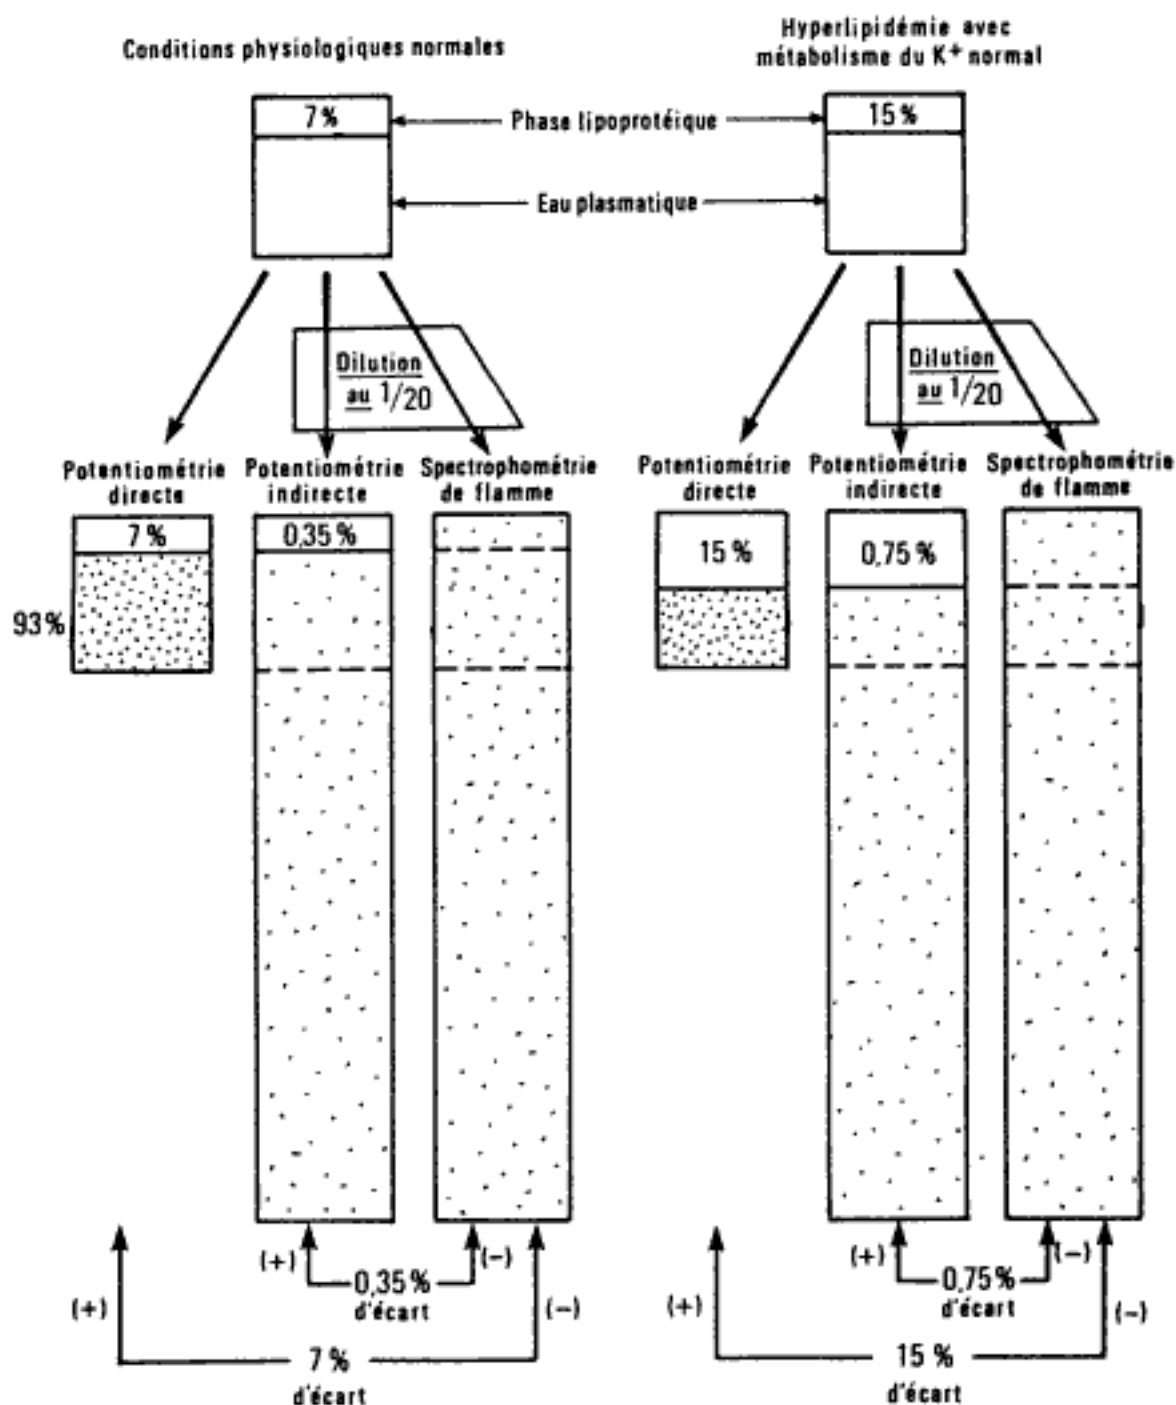 Conditions physiologiques normales
Hyperlipidémie avec
métabolisme du K+ normal
7 %
Phase lipoprotéique
15 %
Eau plasmatique
Dilution
au 1/20
Dilution
au 1/20
Potentiométrie
directe
Potentiométrie
indirecte
Spectrophométrie
de flamme
Potentiométrie
directe
Potentiométrie
indirecte
Spectrophométrie
de flamme
7 %
0,35 %
15 %
0,75 %
93%
(+)
(-)
0,35 %
d'écart
(+)
(-)
7 %
d'écart
(+)
(-)
0,75 %
d'écart
(+)
(-)
15 %
d'écart